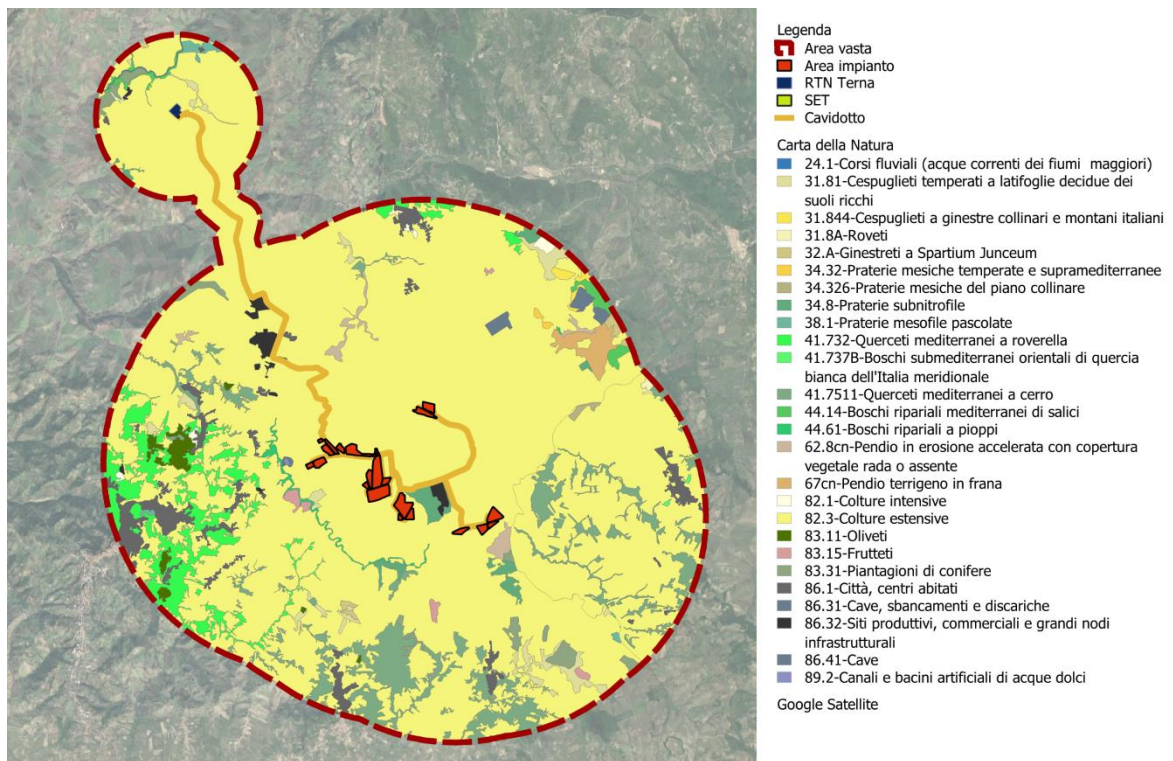 Legenda
Area vasta
Area impianto
RTN Terna
SET
Cavidotto
Carta della Natura
24.1-Corsi fluviali (acque correnti dei fiumi  maggiori)
31.81-Cespuglieti temperati a latifoglie decidue dei
suoli ricchi
31.844-Cespuglieti a ginestre collinari e montani italiani
31.8A-Roveti
32.A-Ginestreti a Spartium Junceum
34.32-Praterie mesiche temperate e supramediterranee
34.326-Praterie mesiche del piano collinare
34.8-Praterie subnitrofile
38.1-Praterie mesofile pascolate
41.732-Querceti mediterranei a roverella
41.737B-Boschi submediterranei orientali di quercia
bianca dell'Italia meridionale
41.7511-Querceti mediterranei a cerro
44.14-Boschi ripariali mediterranei di salici
44.61-Boschi ripariali a pioppi
62.8cn-Pendio in erosione accelerata con copertura
vegetale rada o assente
67cn-Pendio terrigeno in frana
82.1-Colture intensive
82.3-Colture estensive
83.11-Oliveti
83.15-Frutteti
83.31-Piantagioni di conifere
86.1-Città, centri abitati
86.31-Cave, sbancamenti e discariche
86.32-Siti produttivi, commerciali e grandi nodi
infrastrutturali
86.41-Cave
89.2-Canali e bacini artificiali di acque dolci
Google Satellite